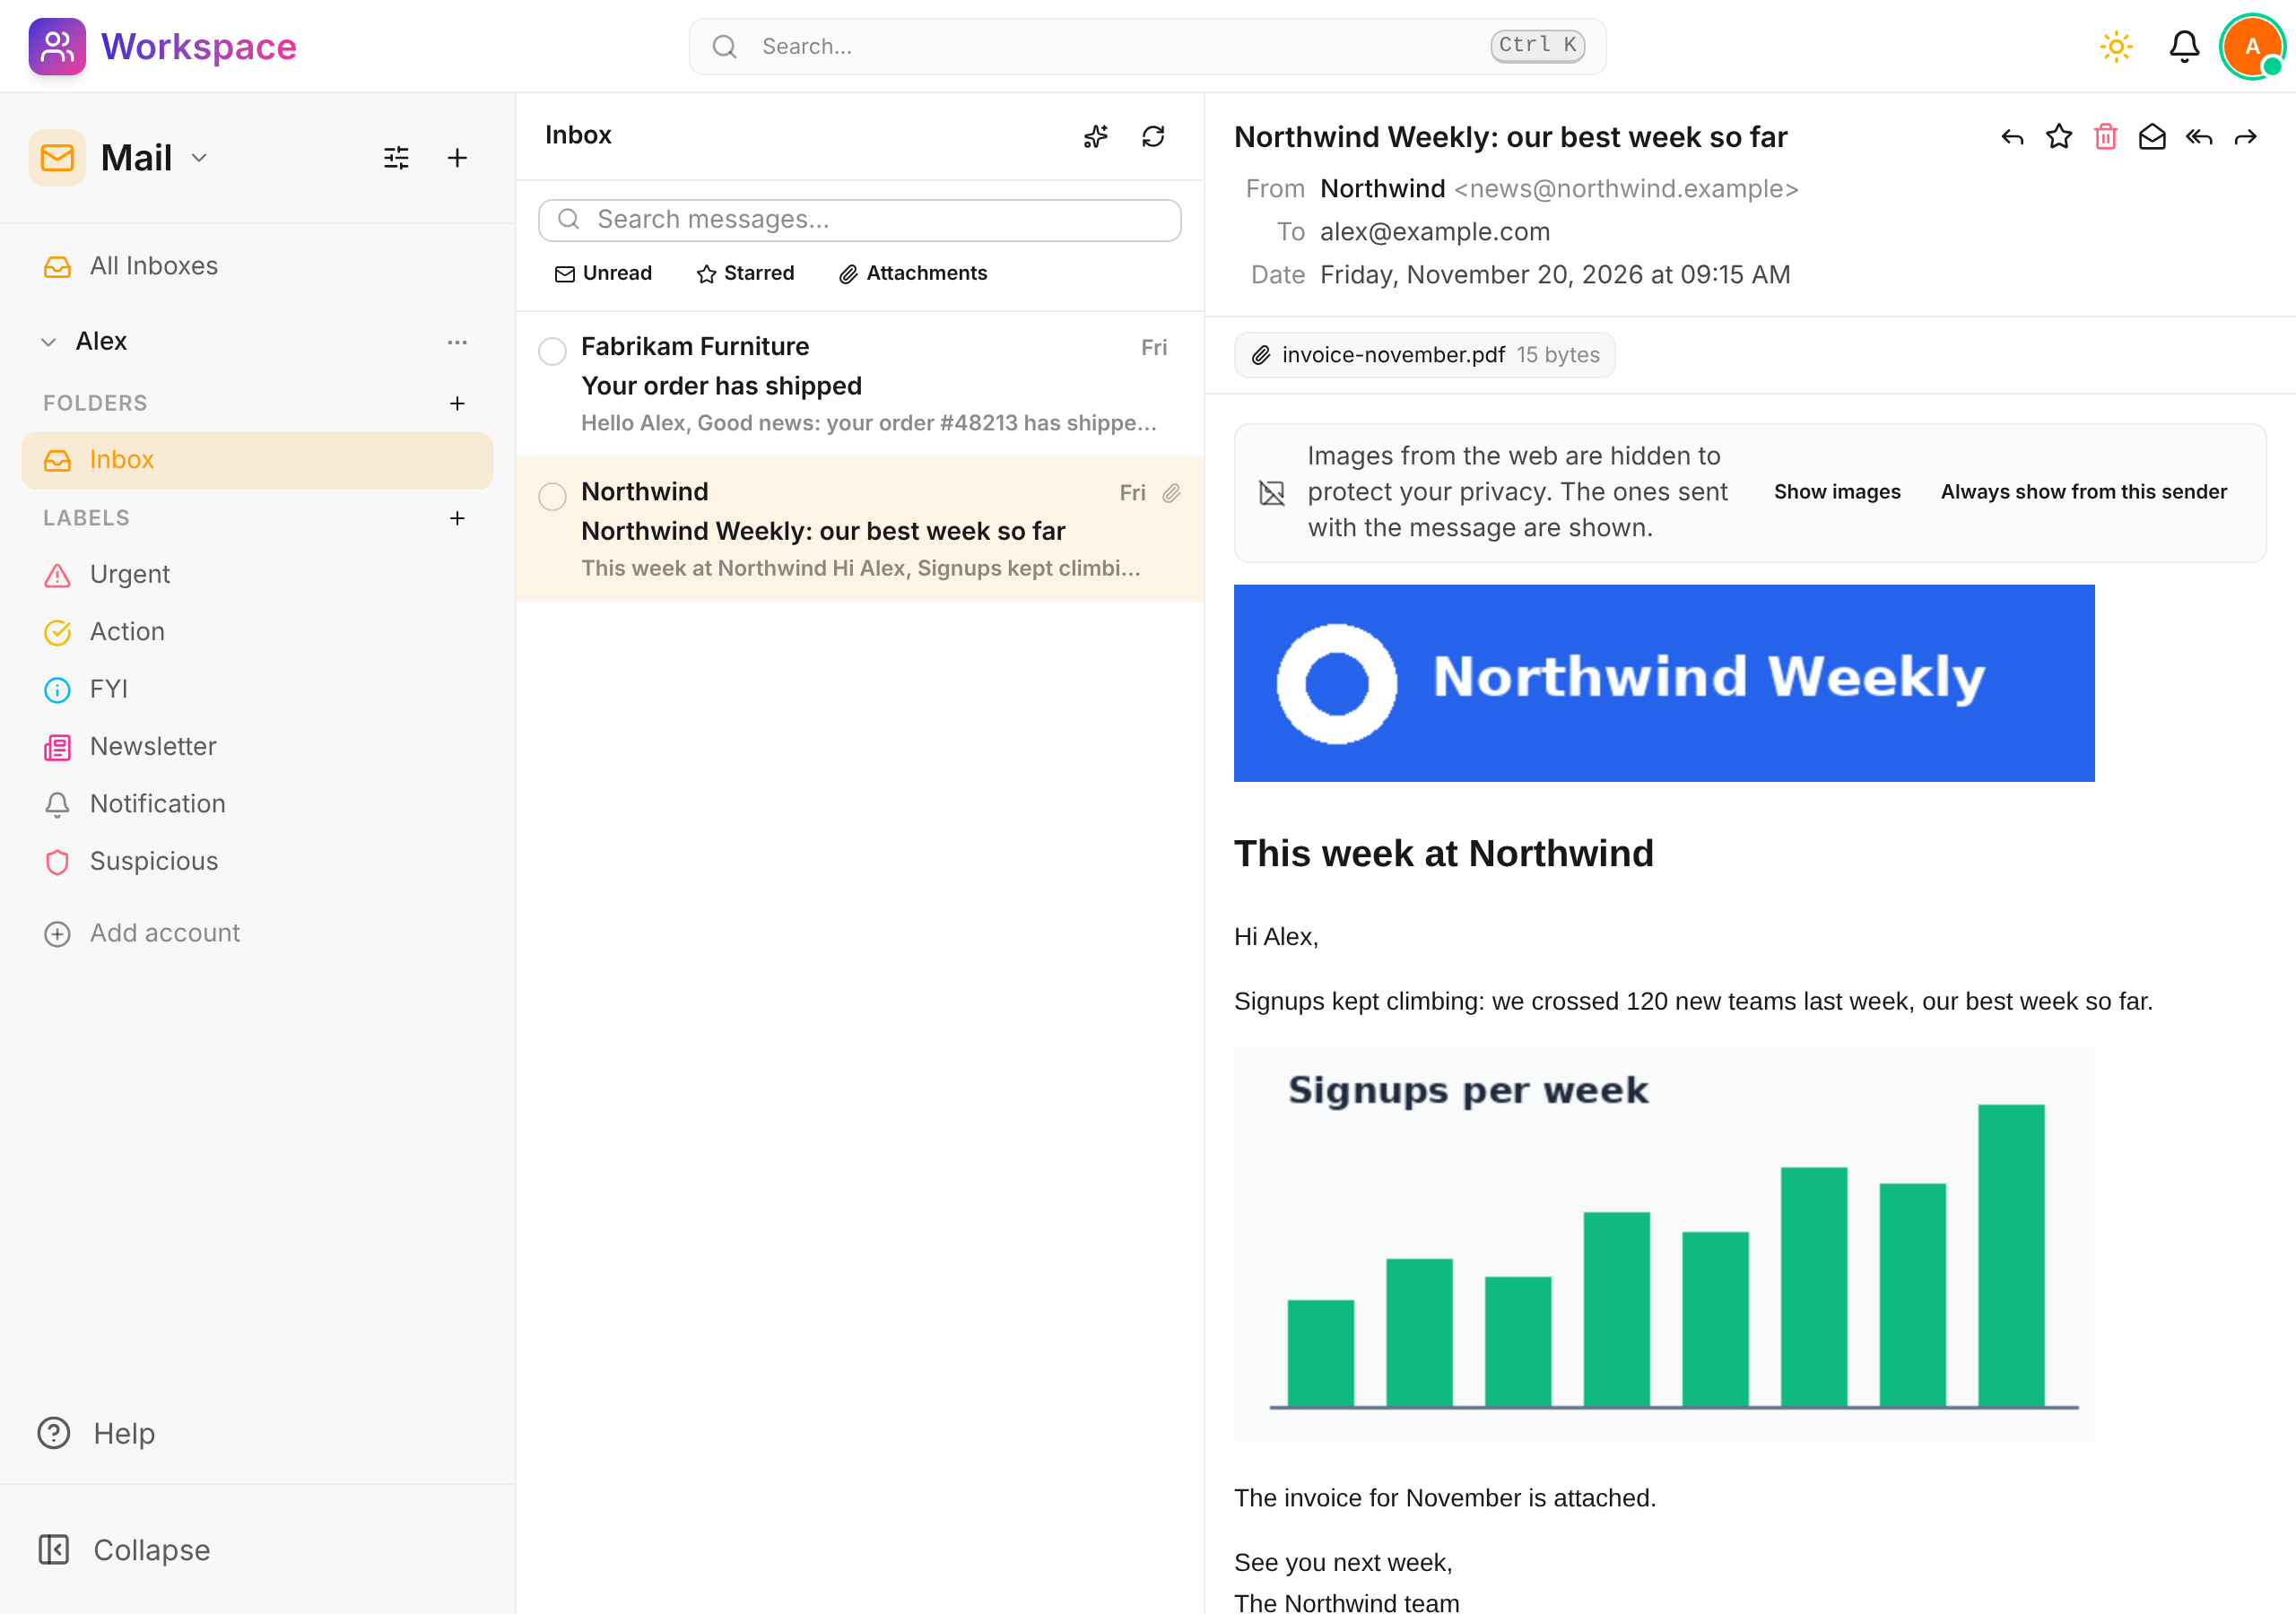 Workspace
Search...
Ctrl K
A
Mail
All Inboxes
Alex
FOLDERS
Inbox
LABELS
Urgent
Action
FYI
Newsletter
Notification
Suspicious
Add account
Help
Collapse
Inbox
Search messages...
Unread Starred Attachments
Fabrikam Furniture Fri
Your order has shipped
Hello Alex, Good news: your order #48213 has shippe...
Northwind Fri
Northwind Weekly: our best week so far
This week at Northwind Hi Alex, Signups kept climbi...
Northwind Weekly: our best week so far
From Northwind <news@northwind.example>
To alex@example.com
Date Friday, November 20, 2026 at 09:15 AM
invoice-november.pdf 15 bytes
Images from the web are hidden to
protect your privacy. The ones sent
with the message are shown.
Show images Always show from this sender
Northwind Weekly
This week at Northwind
Hi Alex,
Signups kept climbing: we crossed 120 new teams last week, our best week so far.
Signups per week
The invoice for November is attached.
See you next week,
The Northwind team